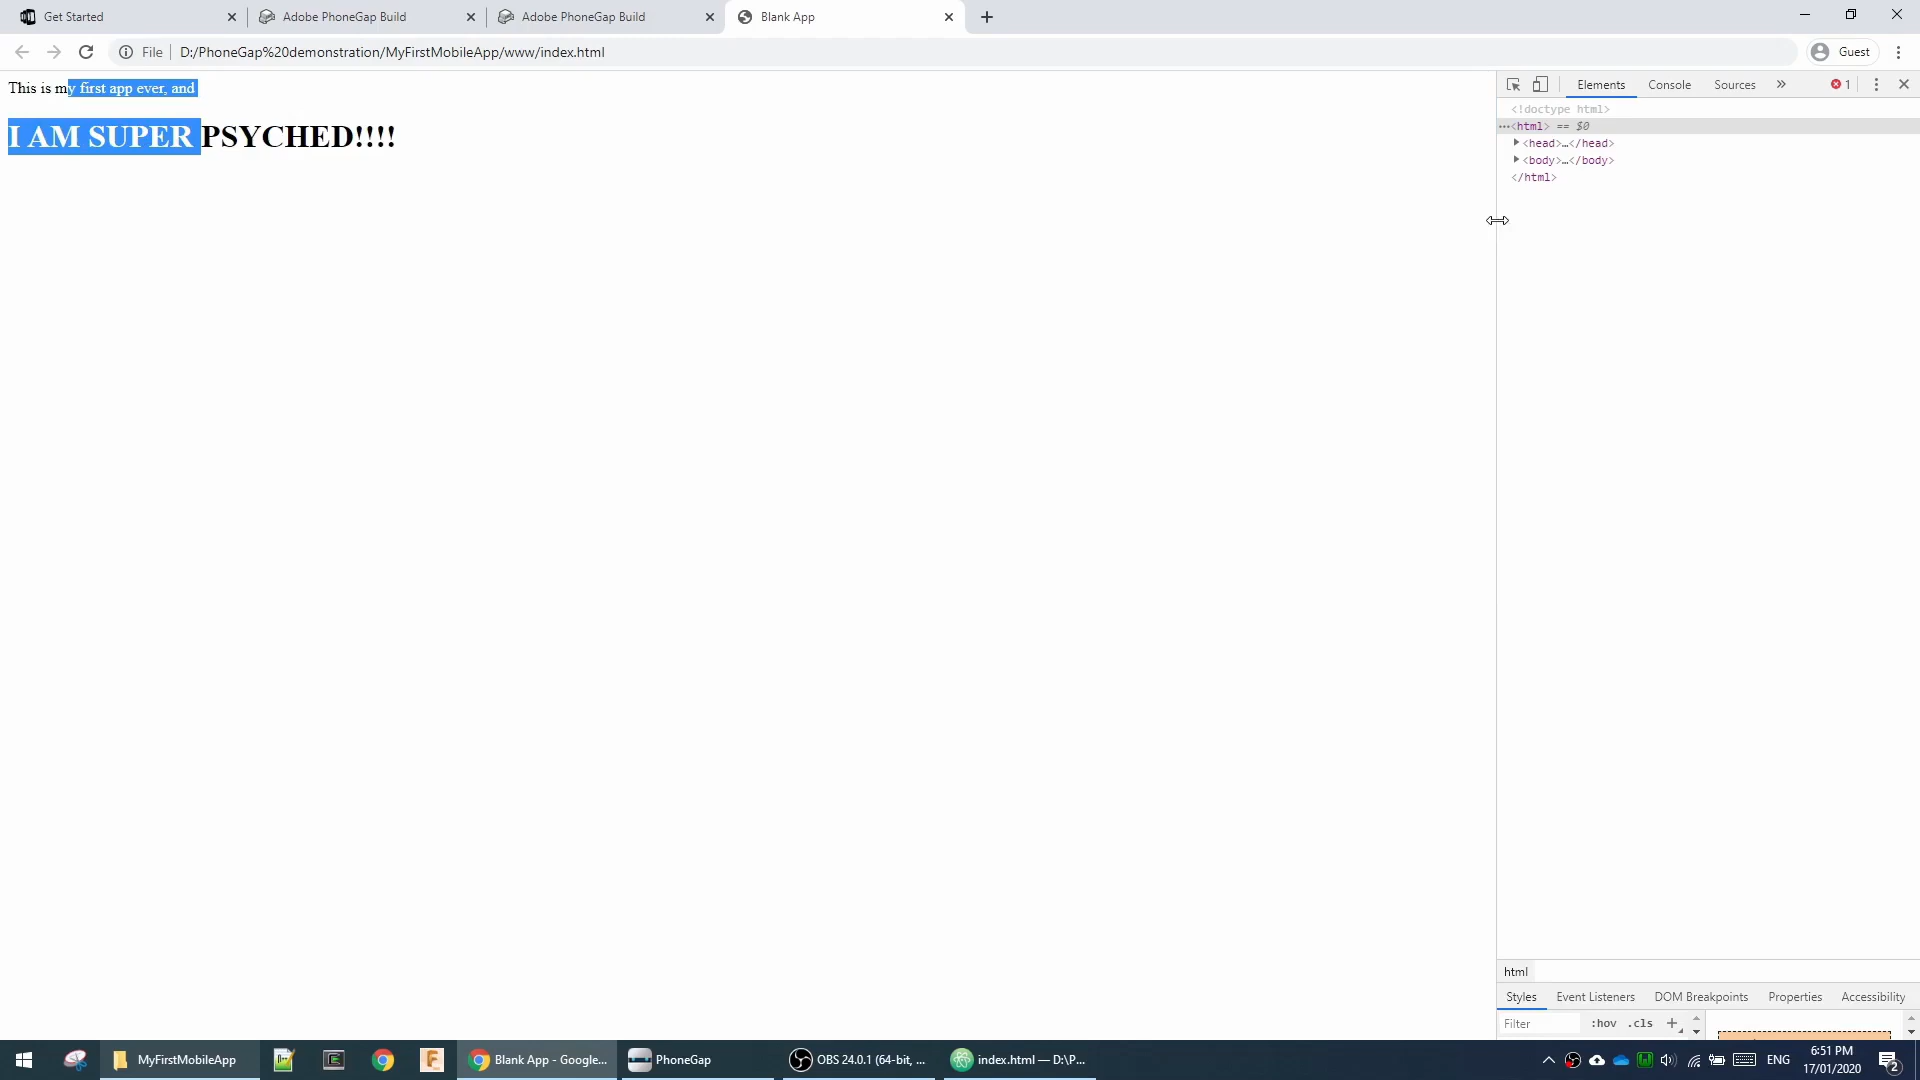 Get Started
Adobe PhoneGap Build
Adobe PhoneGap Build
Blank App
File
D:/PhoneGap%20demonstration/MyFirstMobileApp/www/index.html
Guest
This is my first app ever, and
I AM SUPER PSYCHED!!!!
Elements
Console
Sources
»
1
<!doctype html>
···<html> == $0
<head>…</head>
<body>…</body>
</html>
html
Styles
Event Listeners
DOM Breakpoints
Properties
Accessibility
Filter
:hov
.cls
+
MyFirstMobileApp
Blank App - Google...
PhoneGap
OBS 24.0.1 (64-bit, ...
index.html — D:\P...
ENG
6:51 PM
17/01/2020
2